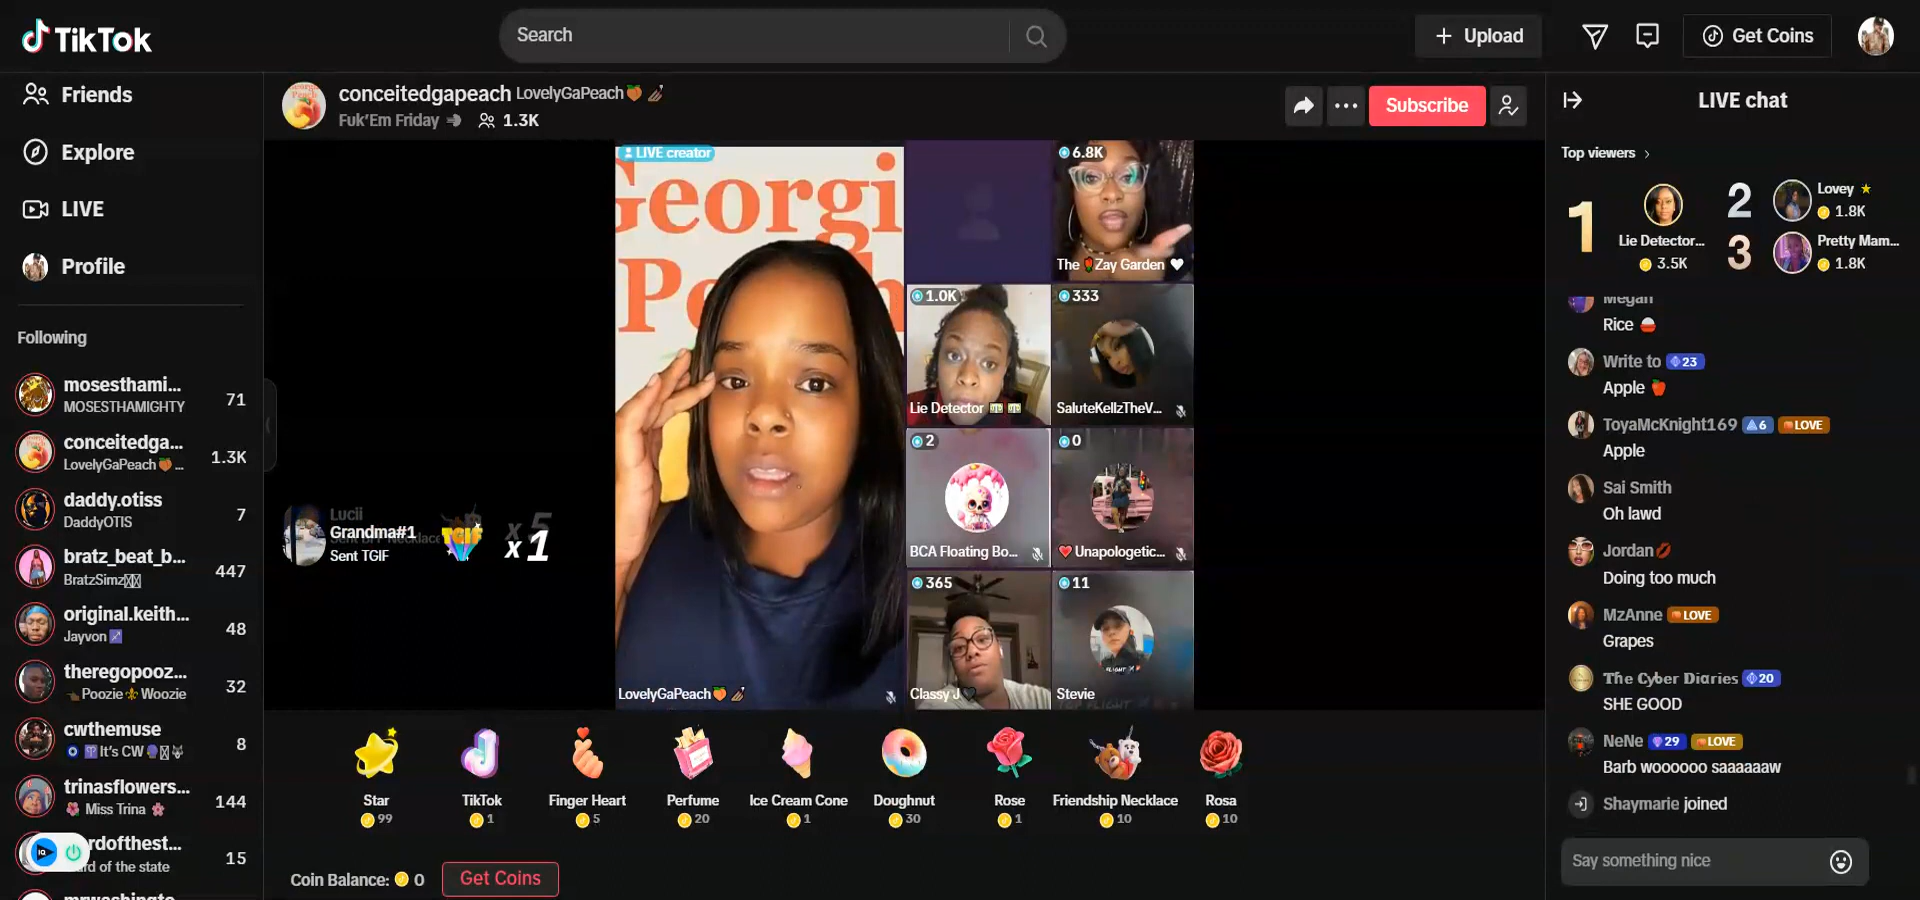 TikTok
Search
Upload
Get Coins
Friends
Explore
LIVE
Profile
Following
mosesthami...
MOSESTHAMIGHTY
71
conceitedga...
LovelyGaPeach🍑 ...
1.3K
daddy.otiss
DaddyOTIS
7
bratz_beat_b...
BratzSimz
447
original.keith...
Jayvon
48
theregopooz...
Poozie⚜Woozie
32
cwthemuse
It's CW
8
trinasflowers...
🌸 Miss Trina 🌸
144
rdofthest...
rd of the state
15
conceitedgapeach LovelyGaPeach🍑💅🏾
Fuk'Em Friday 💨 1.3K
Subscribe
LIVE creator
Georgi
Pe
LovelyGaPeach🍑💅🏾
6.8K
The 🌹Zay Garden 🤍
1.0K
Lie Detector 📟 📟
333
SaluteKellzTheV...
2
BCA Floating Bo...
0
❤️ Unapologetic...
365
Classy J🖤
11
Stevie
Lucii
Grandma#1
Sent TGIF
TGIF
x 5
x 1
Star
99
TikTok
1
Finger Heart
5
Perfume
20
Ice Cream Cone
1
Doughnut
30
Rose
1
Friendship Necklace
10
Rosa
10
Coin Balance: 0
Get Coins
LIVE chat
Top viewers >
1
Lie Detector...
3.5K
2
Lovey ★
1.8K
3
Pretty Mam...
1.8K
Megan
Rice 🍚
Write to 23
Apple 🍎
ToyaMcKnight169 6 LOVE
Apple
Sai Smith
Oh lawd
Jordan💋
Doing too much
MzAnne LOVE
Grapes
The Cyber Diaries 20
SHE GOOD
NeNe 29 LOVE
Barb woooooo saaaaaaw
Shaymarie joined
Say something nice